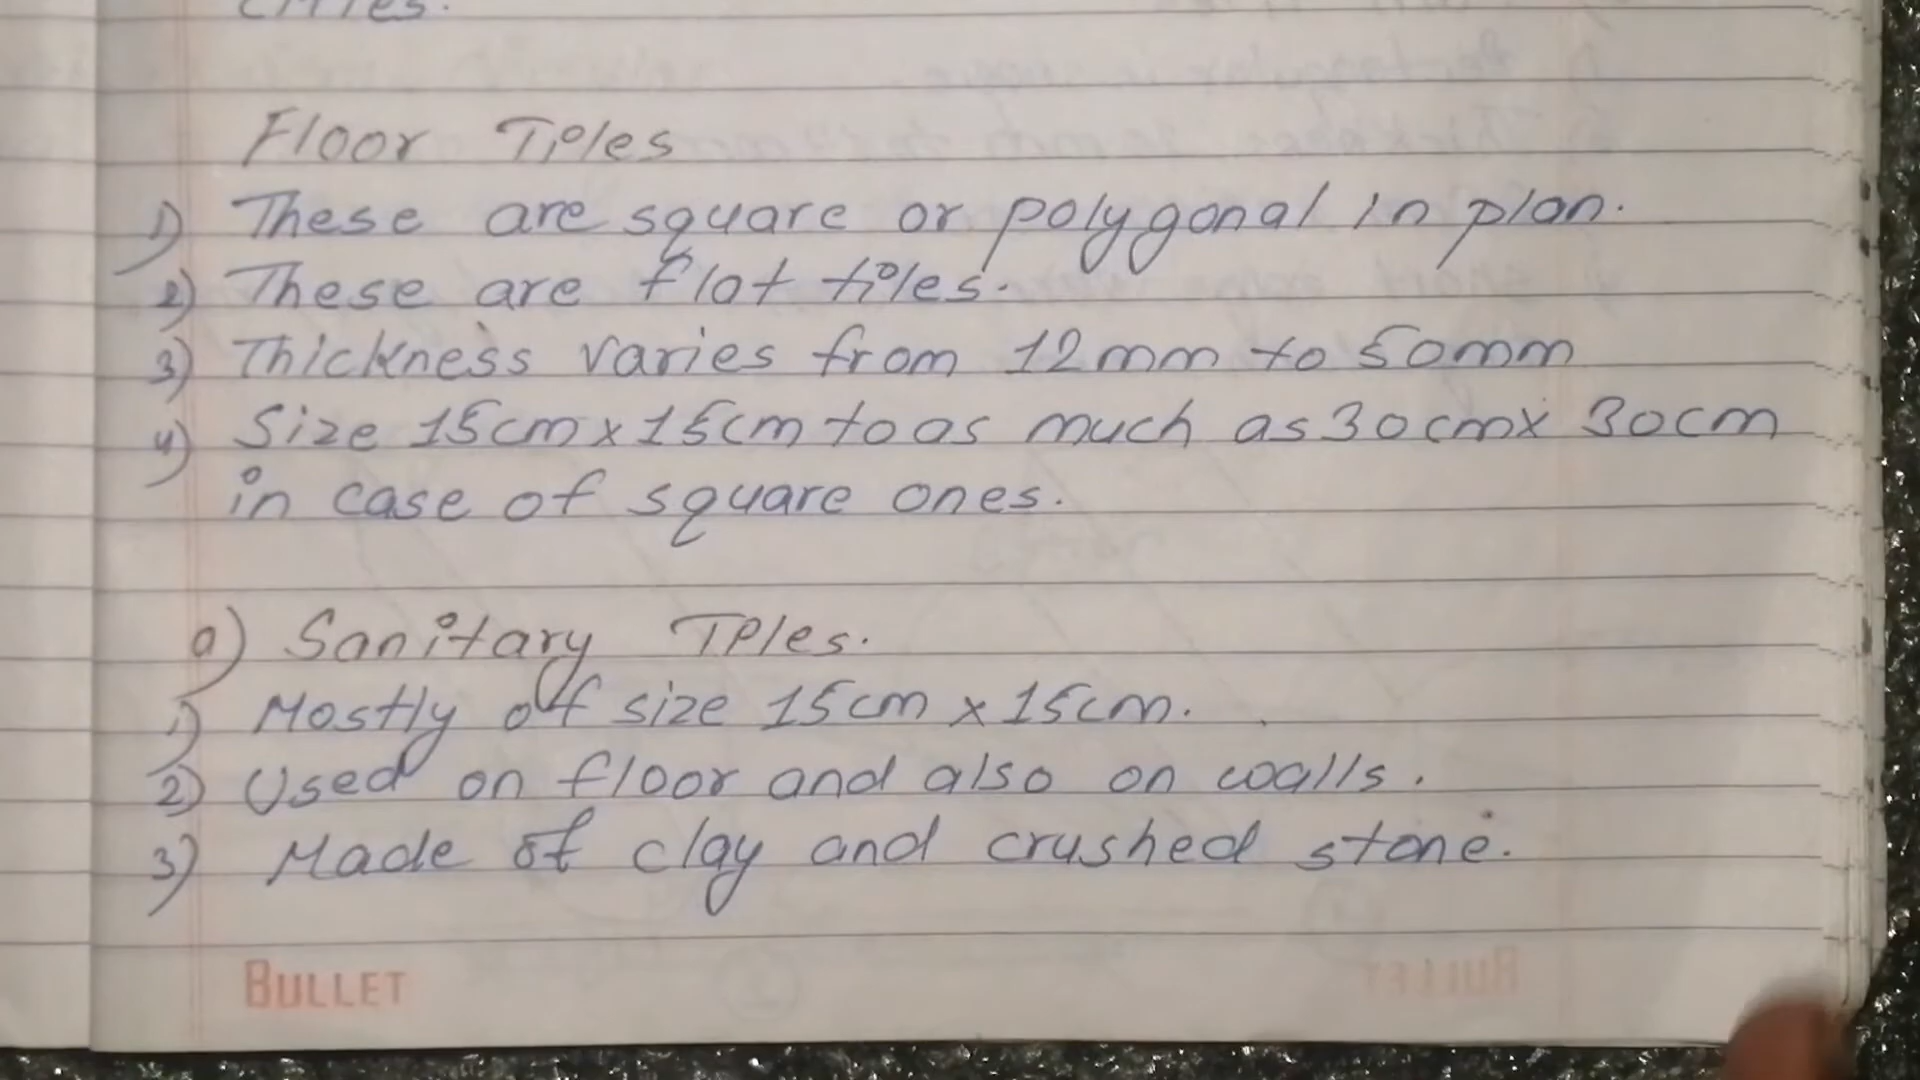 cities.
Floor Tiles
1) These are square or polygonal in plan.
2) These are flat tiles.
3) Thickness varies from 12mm to 50mm
4) Size 15cm x 15cm to as much as 30cm x 30cm
in case of square ones.
a) Sanitary Tiles.
1) Mostly of size 15cm x 15cm.
2) Used on floor and also on walls.
3) Made of clay and crushed stone.
BULLET